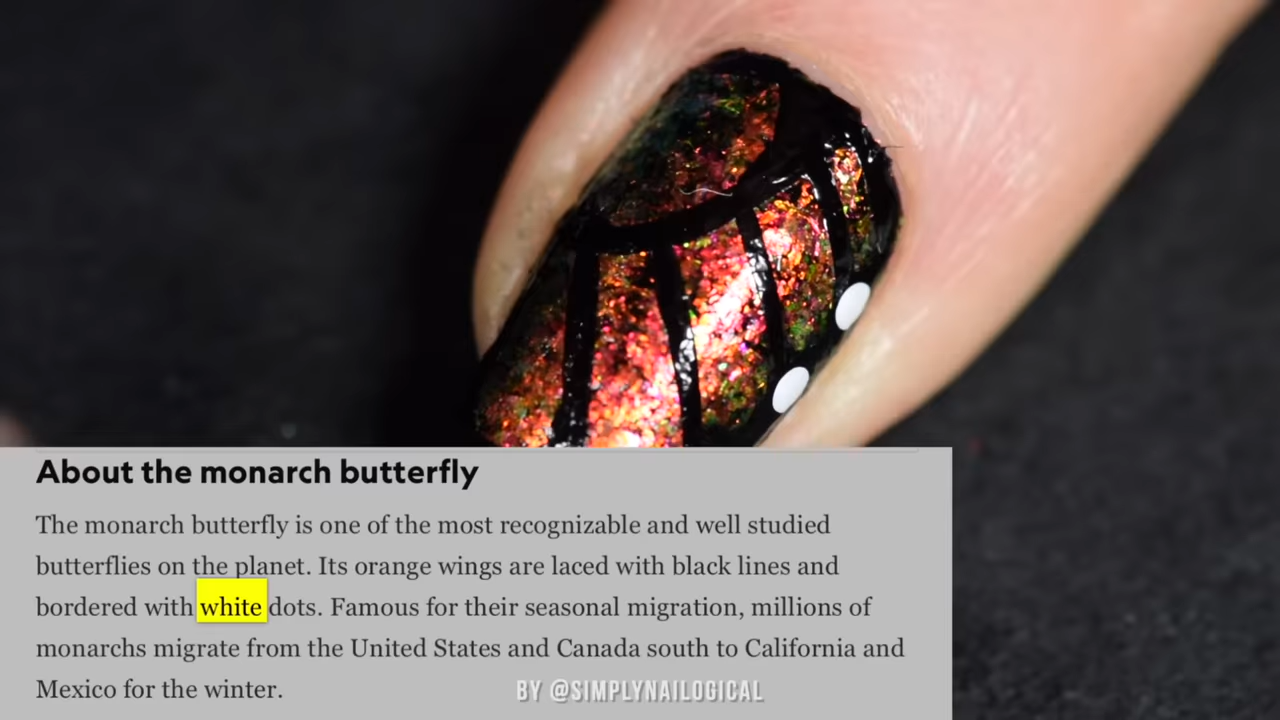 About the monarch butterfly
The monarch butterfly is one of the most recognizable and well studied
butterflies on the planet. Its orange wings are laced with black lines and
bordered with white dots. Famous for their seasonal migration, millions of
monarchs migrate from the United States and Canada south to California and
Mexico for the winter.
BY @SIMPLYNAILOGICAL